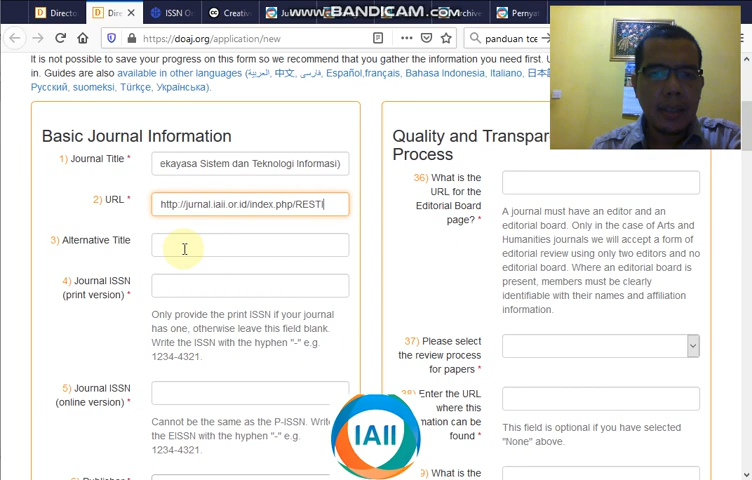 Directo
Dire
ISSN O
Creative
Ju
A
rchive
Pernyat
www.BANDICAM.com
https://doaj.org/application/new
panduan
It is not possible to save your progress on this form so we recommend that you gather the information you need first.
in. Guides are also available in other languages (العربية, 中文, فارسی, Español,français, Bahasa Indonesia, Italiano, 日本
Русский, suomeksi, Türkçe, Українська).
Basic Journal Information
1) Journal Title *
ekayasa Sistem dan Teknologi Informasi)
2) URL *
http://jurnal.iaii.or.id/index.php/RESTI
3) Alternative Title
4) Journal ISSN
(print version) *
Only provide the print ISSN if your journal
has one, otherwise leave this field blank.
Write the ISSN with the hyphen "-" e.g.
1234-4321.
5) Journal ISSN
(online version) *
Cannot be the same as the P-ISSN. Write
the EISSN with the hyphen "-" e.g.
1234-4321.
6) Publisher *
Quality and Transpare
Process
36) What is the
URL for the
Editorial Board
page? *
A journal must have an editor and an
editorial board. Only in the case of Arts and
Humanities journals we will accept a form of
editorial review using only two editors and no
editorial board. Where an editorial board is
present, members must be clearly
identifiable with their names and affiliation
information.
37) Please select
the review process
for papers *
38) Enter the URL
where this
mation can be
found *
This field is optional if you have selected
"None" above.
9) What is the
IAII